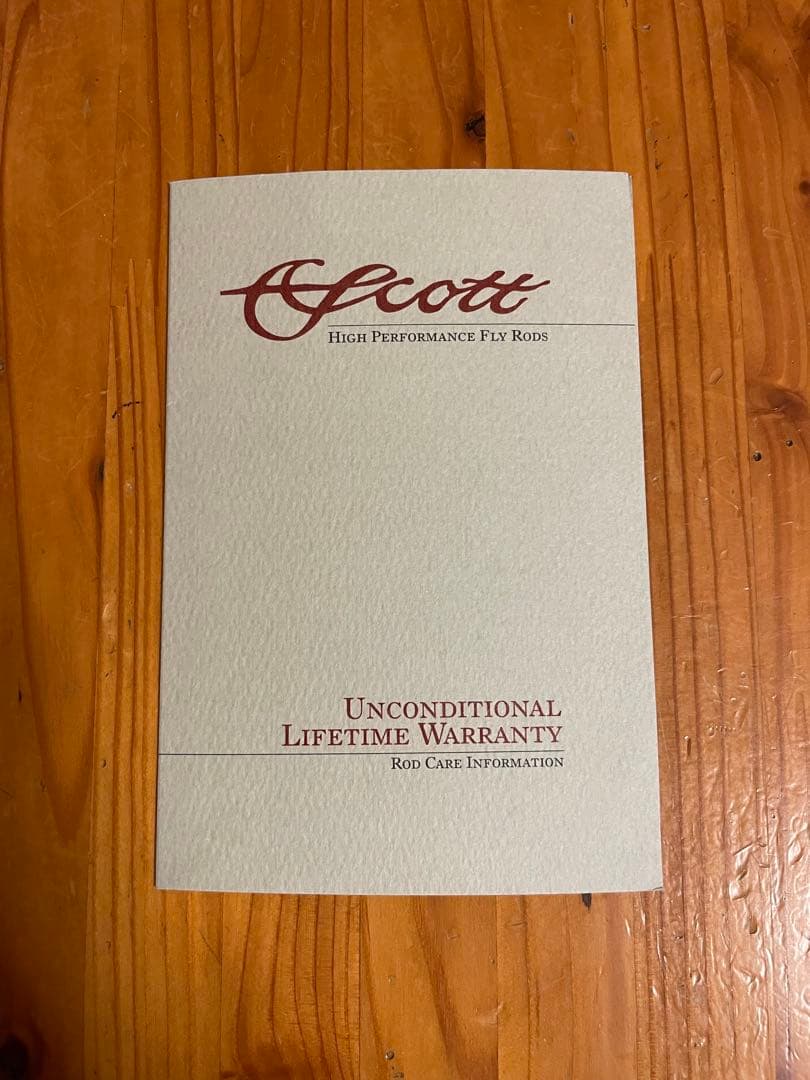 Scott
High Performance Fly Rods
Unconditional
Lifetime Warranty
Rod Care Information